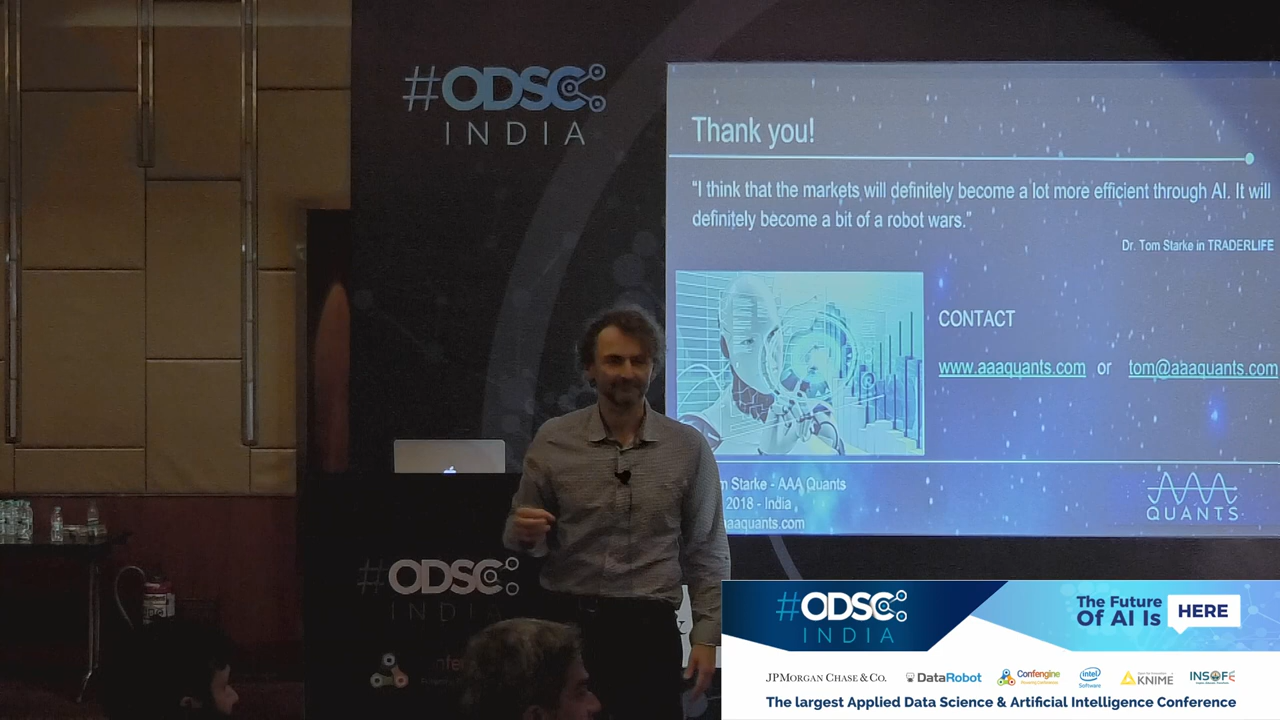 #ODSC
INDIA
Thank you!
“I think that the markets will definitely become a lot more efficient through AI. It will
definitely become a bit of a robot wars.”
Dr. Tom Starke in TRADERLIFE
CONTACT
www.aaaquants.com or tom@aaaquants.com
m Starke - AAA Quants
2018 - India
aaquants.com
AAA
QUANTS
#ODSC
INDIA
#ODSC
INDIA
The Future
Of AI Is HERE
JPMORGAN CHASE & CO. DataRobot Confengine intel Software KNIME INSOFE
The largest Applied Data Science & Artificial Intelligence Conference